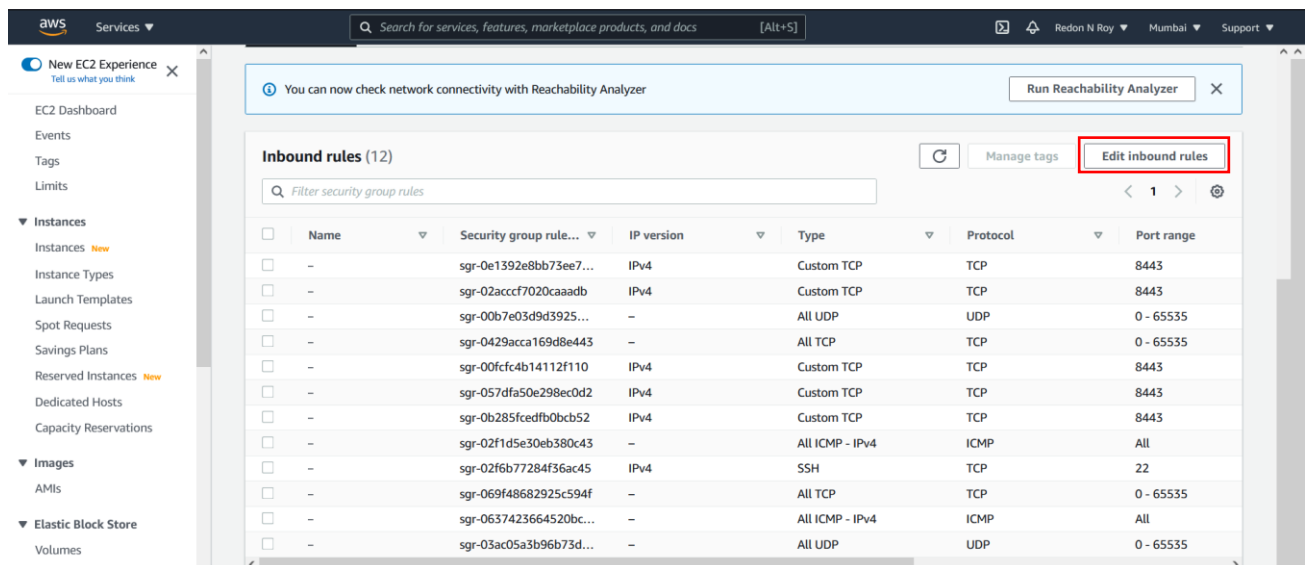 aws Services ▼ Search for services, features, marketplace products, and docs [Alt+S] Redon N Roy ▼ Mumbai ▼ Support ▼
New EC2 Experience
Tell us what you think
EC2 Dashboard
Events
Tags
Limits
▼ Instances
Instances New
Instance Types
Launch Templates
Spot Requests
Savings Plans
Reserved Instances New
Dedicated Hosts
Capacity Reservations
▼ Images
AMIs
▼ Elastic Block Store
Volumes
You can now check network connectivity with Reachability Analyzer Run Reachability Analyzer
Inbound rules (12) Manage tags Edit inbound rules
Filter security group rules < 1 >
Name Security group rule... IP version Type Protocol Port range
– sgr-0e1392e8bb73ee7... IPv4 Custom TCP TCP 8443
– sgr-02acccf7020caaadb IPv4 Custom TCP TCP 8443
– sgr-00b7e03d9d3925... – All UDP UDP 0 - 65535
– sgr-0429acca169d8e443 – All TCP TCP 0 - 65535
– sgr-00fcfc4b14112f110 IPv4 Custom TCP TCP 8443
– sgr-057dfa50e298ec0d2 IPv4 Custom TCP TCP 8443
– sgr-0b285fcedfb0bcb52 IPv4 Custom TCP TCP 8443
– sgr-02f1d5e30eb380c43 – All ICMP - IPv4 ICMP All
– sgr-02f6b77284f36ac45 IPv4 SSH TCP 22
– sgr-069f48682925c594f – All TCP TCP 0 - 65535
– sgr-0637423664520bc... – All ICMP - IPv4 ICMP All
– sgr-03ac05a3b96b73d... – All UDP UDP 0 - 65535